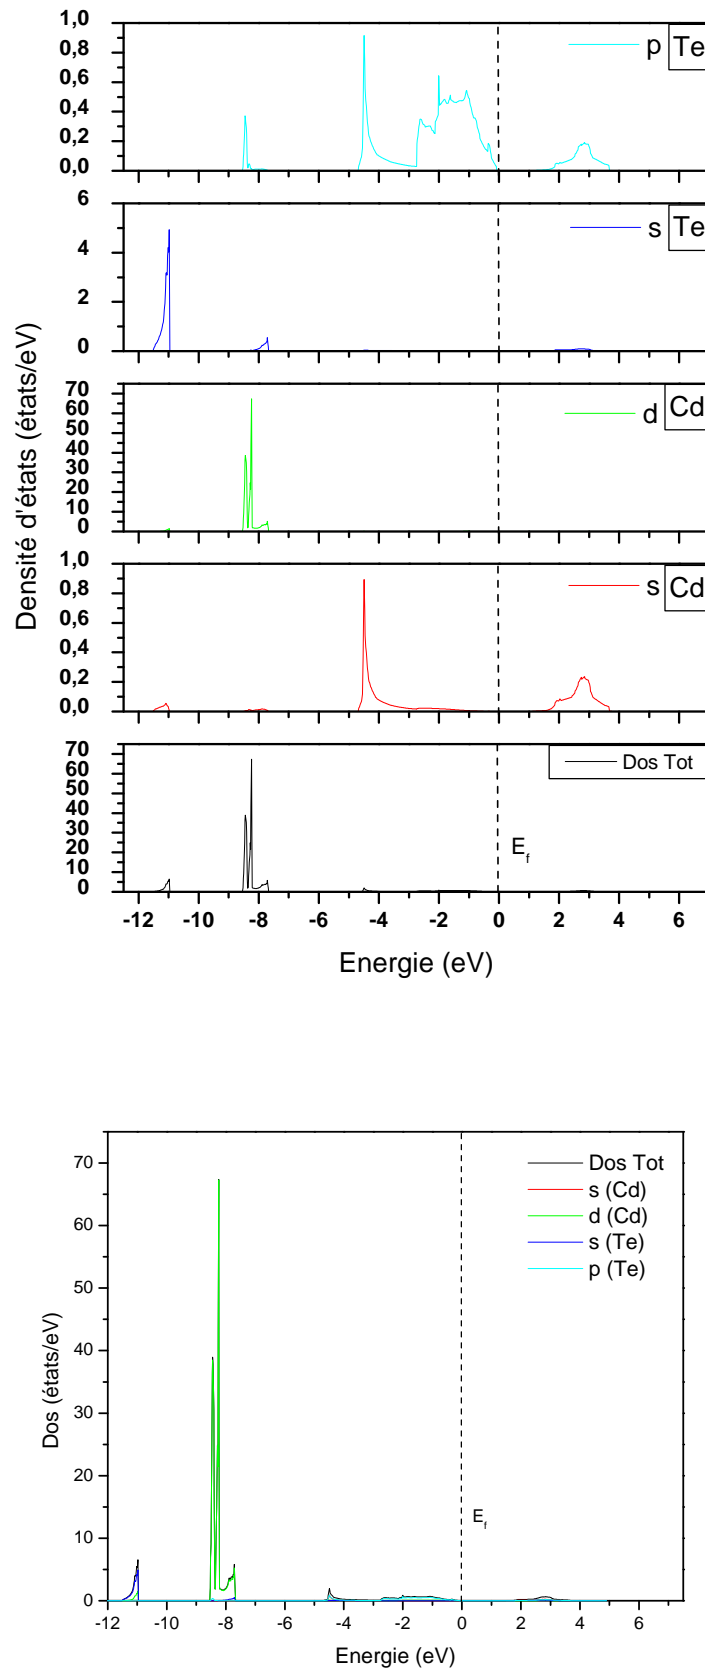 1,0
0,8
0,6
0,4
0,2
0,0
p Te
6
4
2
0
s Te
70
60
50
40
30
20
10
0
d Cd
1,0
0,8
0,6
0,4
0,2
0,0
s Cd
70
60
50
40
30
20
10
0
Dos Tot
E_f
Densité d'états (états/eV)
-12 -10 -8 -6 -4 -2 0 2 4 6
Energie (eV)
70
60
50
40
30
20
10
0
Dos (états/eV)
Dos Tot
s (Cd)
d (Cd)
s (Te)
p (Te)
E_f
-12 -10 -8 -6 -4 -2 0 2 4 6
Energie (eV)